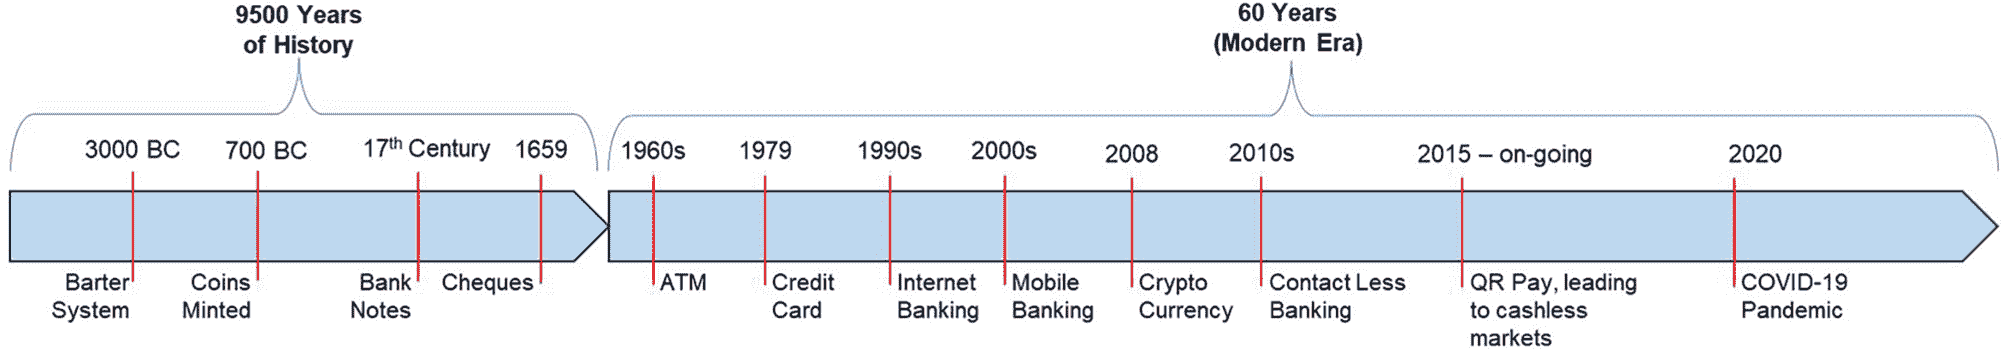 9500 Years
of History
60 Years
(Modern Era)
3000 BC
700 BC
17th Century
1659
1960s
1979
1990s
2000s
2008
2010s
2015 – on-going
2020
Barter
System
Coins
Minted
Bank
Notes
Cheques
ATM
Credit
Card
Internet
Banking
Mobile
Banking
Crypto
Currency
Contact Less
Banking
QR Pay, leading
to cashless
markets
COVID-19
Pandemic